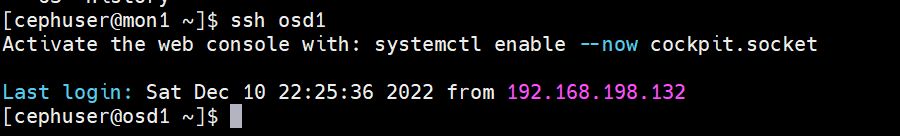 [cephuser@mon1 ~]$ ssh osd1
Activate the web console with: systemctl enable --now cockpit.socket
Last login: Sat Dec 10 22:25:36 2022 from 192.168.198.132
[cephuser@osd1 ~]$